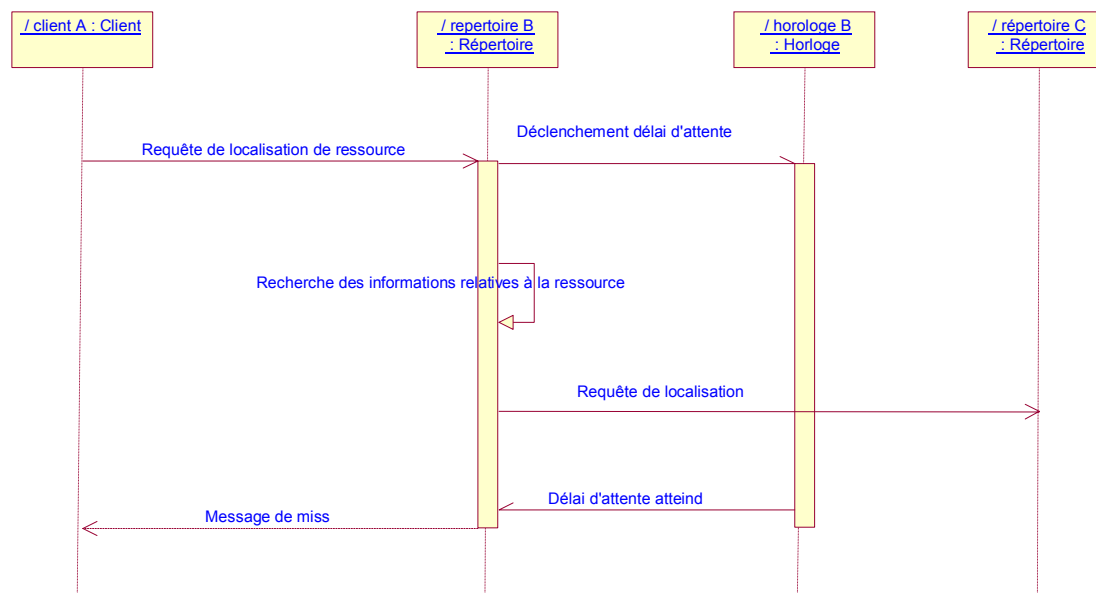 / client A : Client
/ repertoire B
: Répertoire
/ horologe B
: Horloge
/ répertoire C
: Répertoire
Déclenchement délai d'attente
Requête de localisation de ressource
Recherche des informations relatives à la ressource
Requête de localisation
Délai d'attente atteind
Message de miss